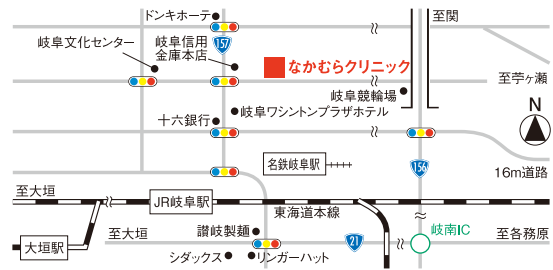 ドンキホーテ
至関
157
岐阜文化センター
岐阜信用
金庫本店
なかむらクリニック
至芋ヶ瀬
岐阜競輪場
岐阜ワシントンプラザホテル
十六銀行
N
名鉄岐阜駅
156
16m道路
至大垣
JR岐阜駅
東海道本線
讃岐製麺
至大垣
大垣駅
21
岐南IC
至各務原
シダックス
リンガーハット